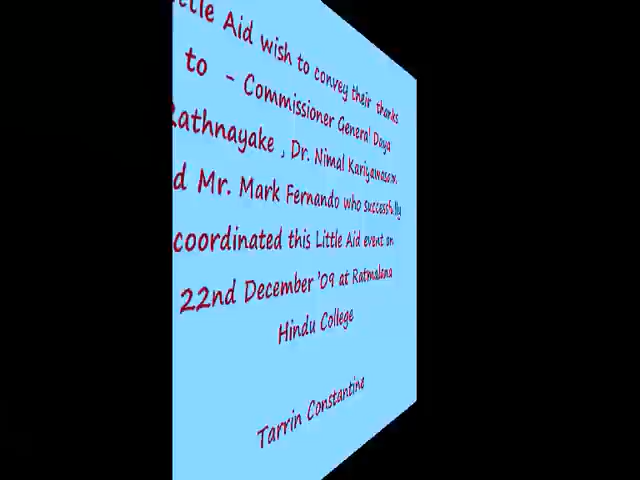 ttle Aid wish to convey their thanks
to - Commissioner General Daya
Rathnayake , Dr. Nimal Kariyawasam
d Mr. Mark Fernando who successfully
coordinated this Little Aid event on
22nd December '09 at Ratmalana
Hindu College
Tarrin Constantine